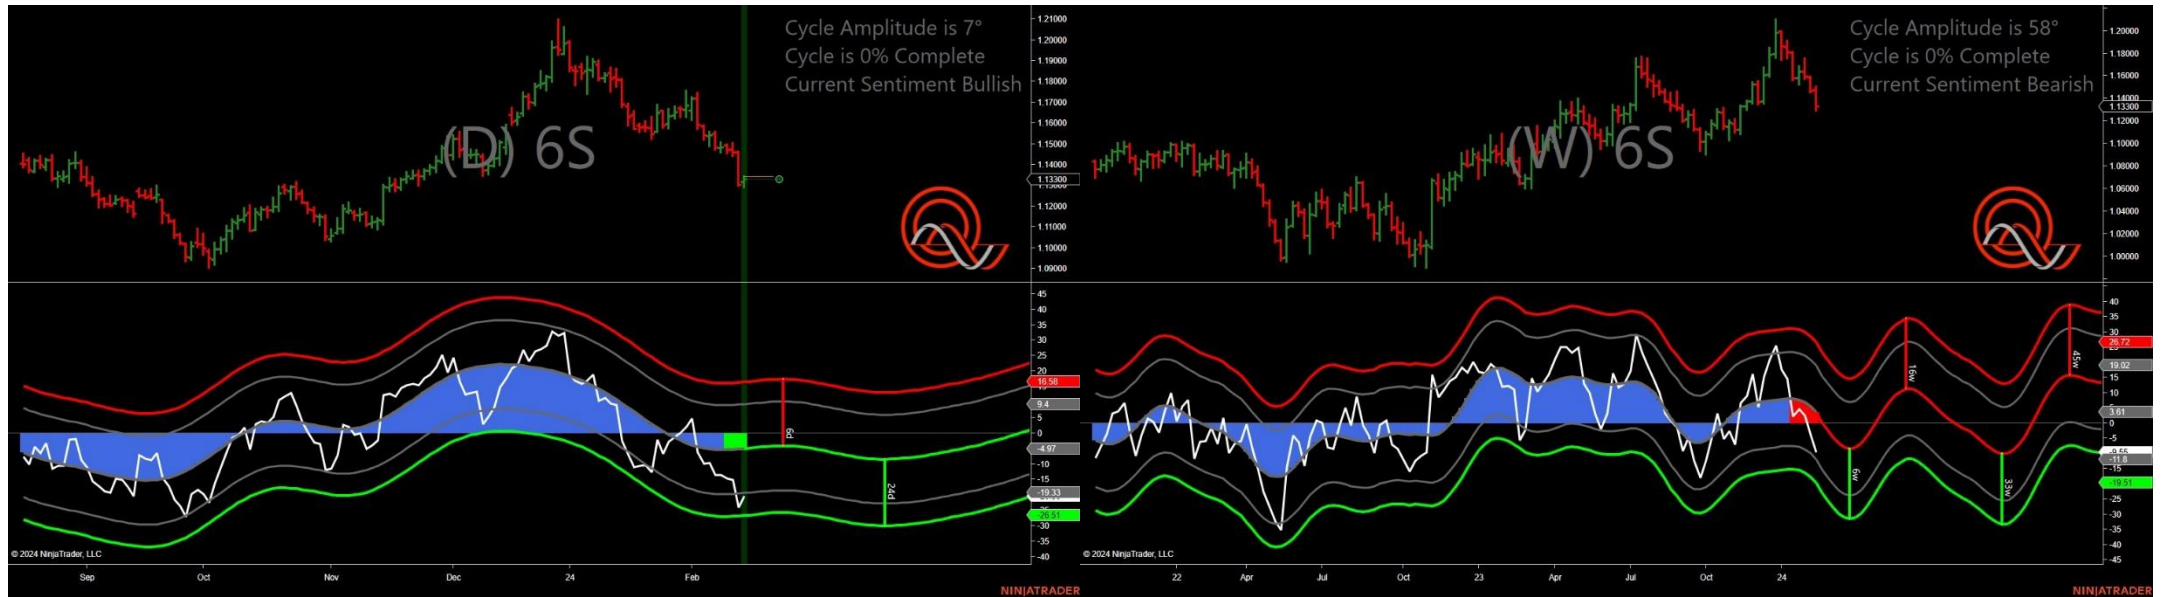 Cycle Amplitude is 7°
Cycle is 0% Complete
Current Sentiment Bullish
(D) 6S
1.21000
1.20000
1.19000
1.18000
1.17000
1.16000
1.15000
1.14000
1.13300
1.12000
1.11000
1.10000
1.09000
45
40
35
30
25
20
16.58
9.4
5
0
-4.97
-10
-15
-19.33
-26.51
-30
-35
-40
6d
24d
© 2024 NinjaTrader, LLC
Sep
Oct
Nov
Dec
24
Feb
NINJATRADER
Cycle Amplitude is 58°
Cycle is 0% Complete
Current Sentiment Bearish
(W) 6S
1.20000
1.18000
1.16000
1.14000
1.13300
1.12000
1.10000
1.08000
1.06000
1.04000
1.02000
1.00000
40
35
30
26.72
19.02
15
10
3.61
0
-5
-11.8
-15
-19.51
-25
-30
-35
-40
-45
6w
16w
33w
45w
© 2024 NinjaTrader, LLC
22
Apr
Jul
Oct
23
Apr
Jul
Oct
24
NINJATRADER